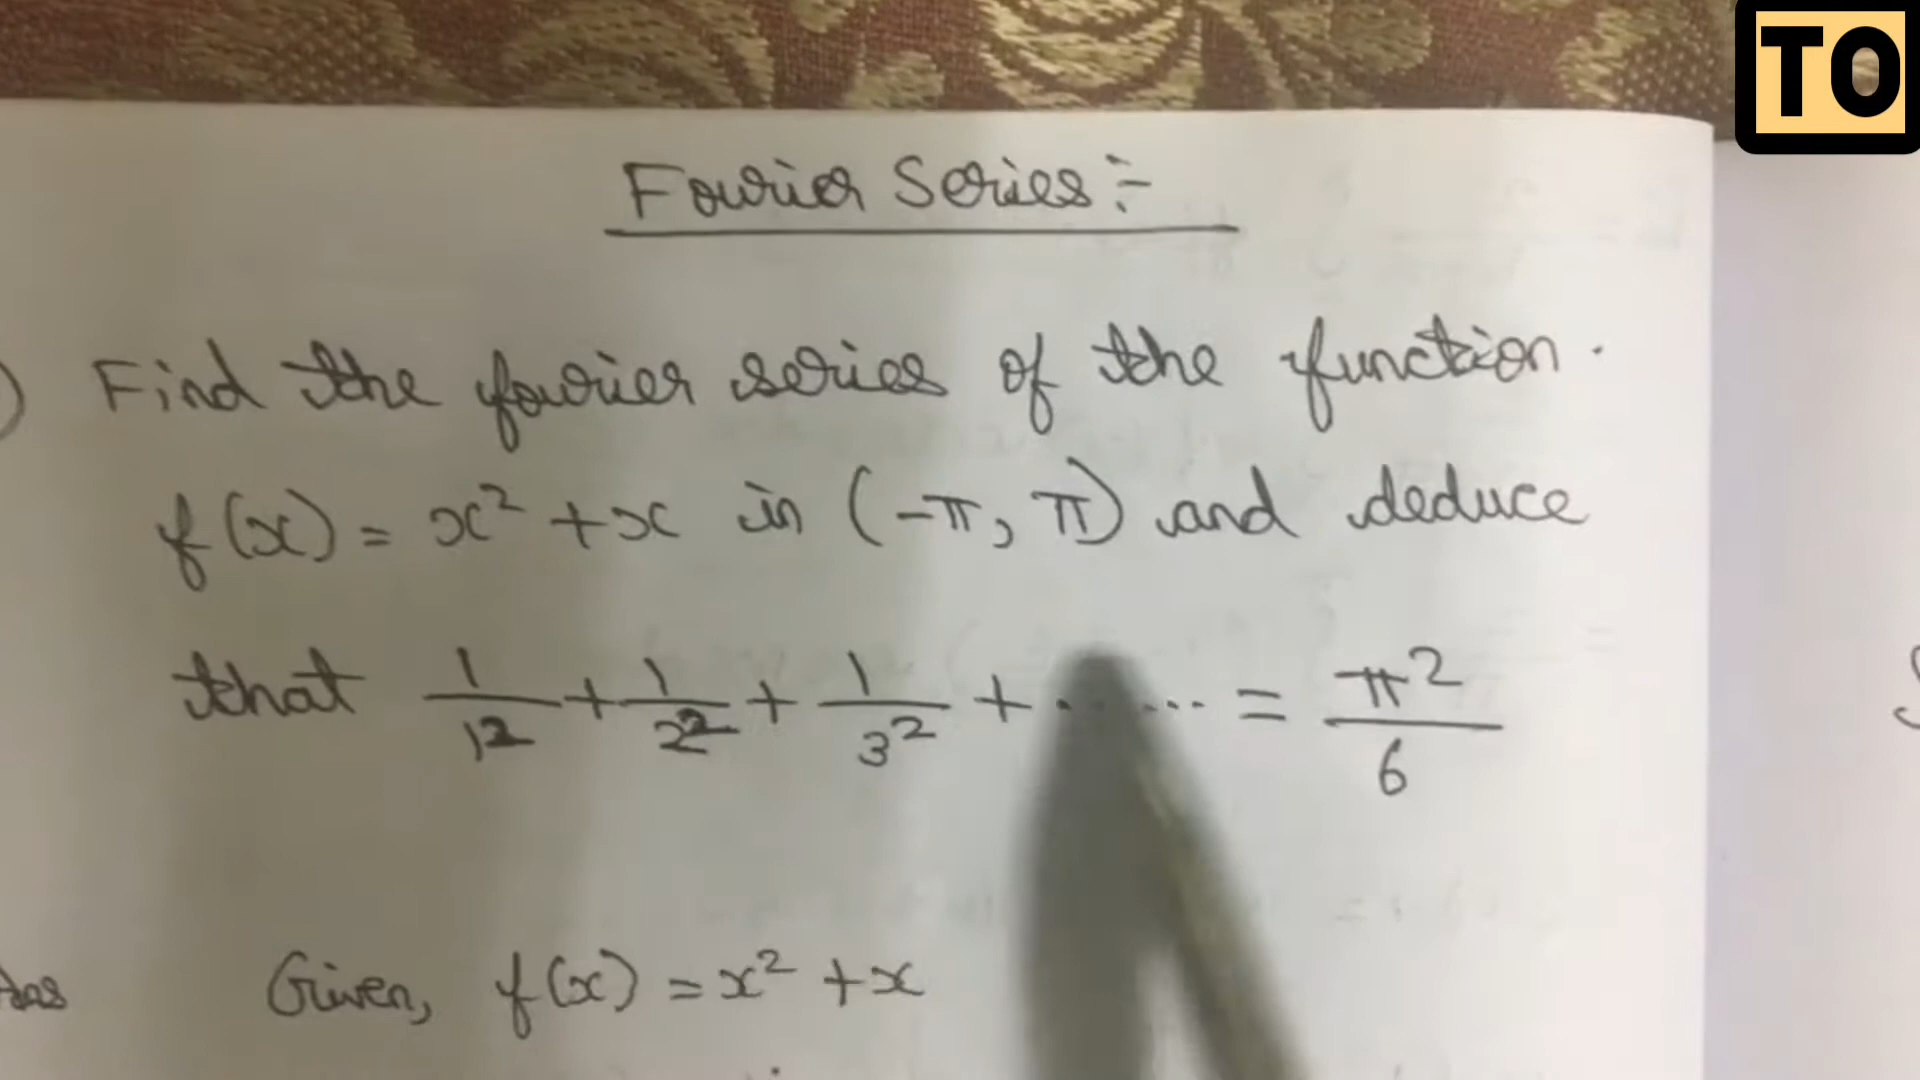 TO
Fourier Series:-
Find the fourier series of the function.
f(x) = x² + x in (-π, π) and deduce
that 1/1² + 1/2² + 1/3² + ..... = π²/6
Ans Given, f(x) = x² + x